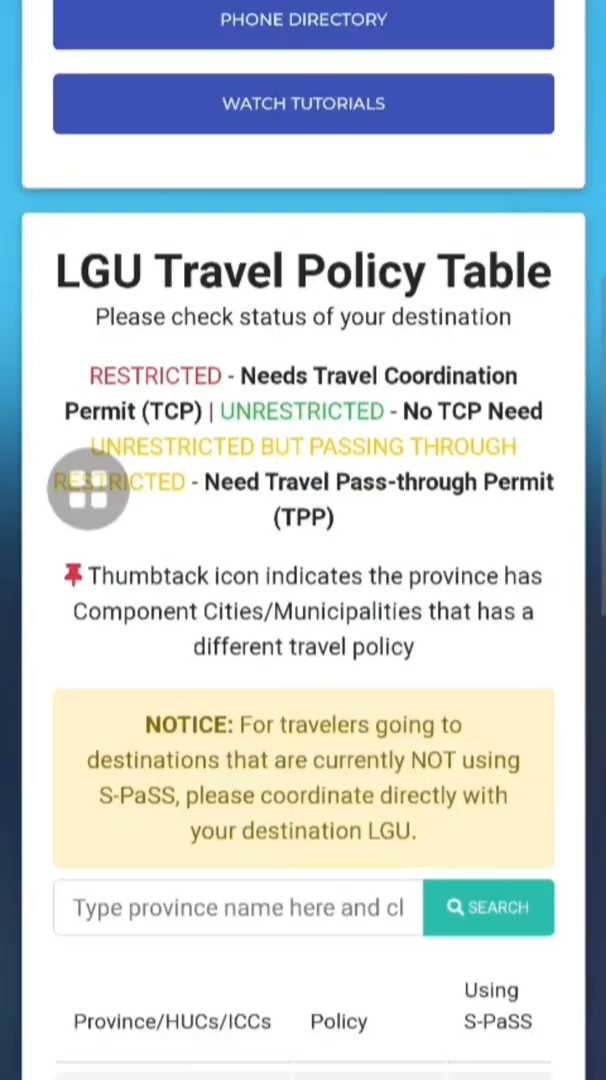 PHONE DIRECTORY
WATCH TUTORIALS
LGU Travel Policy Table
Please check status of your destination
RESTRICTED - Needs Travel Coordination
Permit (TCP) | UNRESTRICTED - No TCP Need
UNRESTRICTED BUT PASSING THROUGH
RESTRICTED - Need Travel Pass-through Permit
(TPP)
Thumbtack icon indicates the province has
Component Cities/Municipalities that has a
different travel policy
NOTICE: For travelers going to
destinations that are currently NOT using
S-PaSS, please coordinate directly with
your destination LGU.
Type province name here and cl
SEARCH
Province/HUCs/ICCs Policy Using
S-PaSS